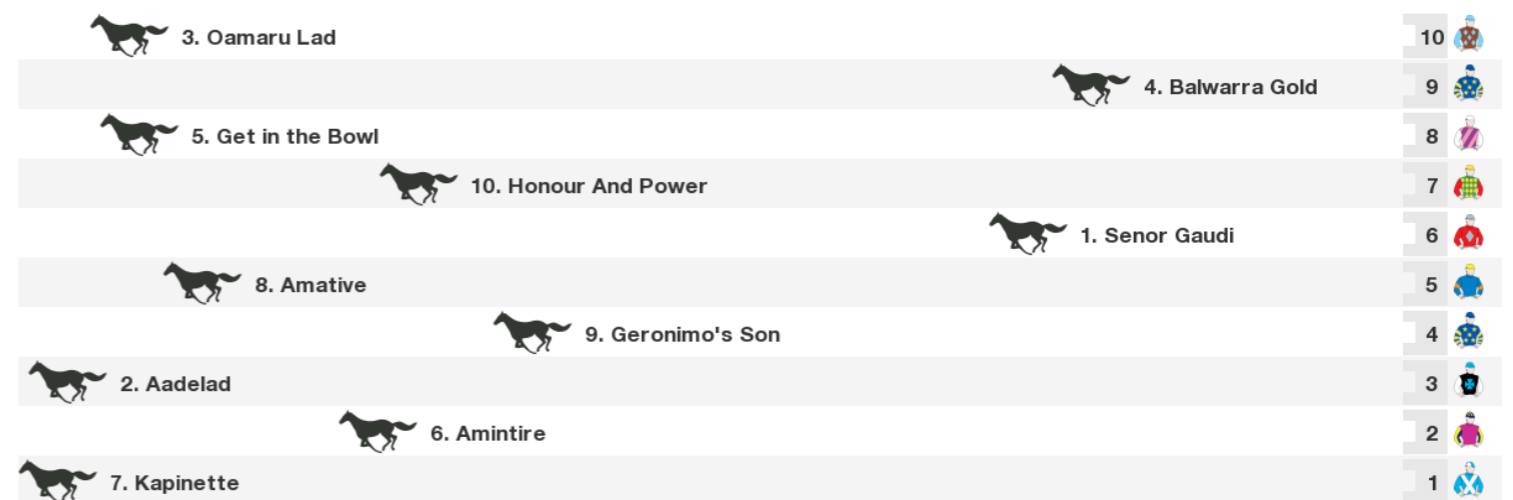 3. Oamaru Lad 10
4. Balwarra Gold 9
5. Get in the Bowl 8
10. Honour And Power 7
1. Senor Gaudi 6
8. Amative 5
9. Geronimo's Son 4
2. Aadelad 3
6. Amintire 2
7. Kapinette 1